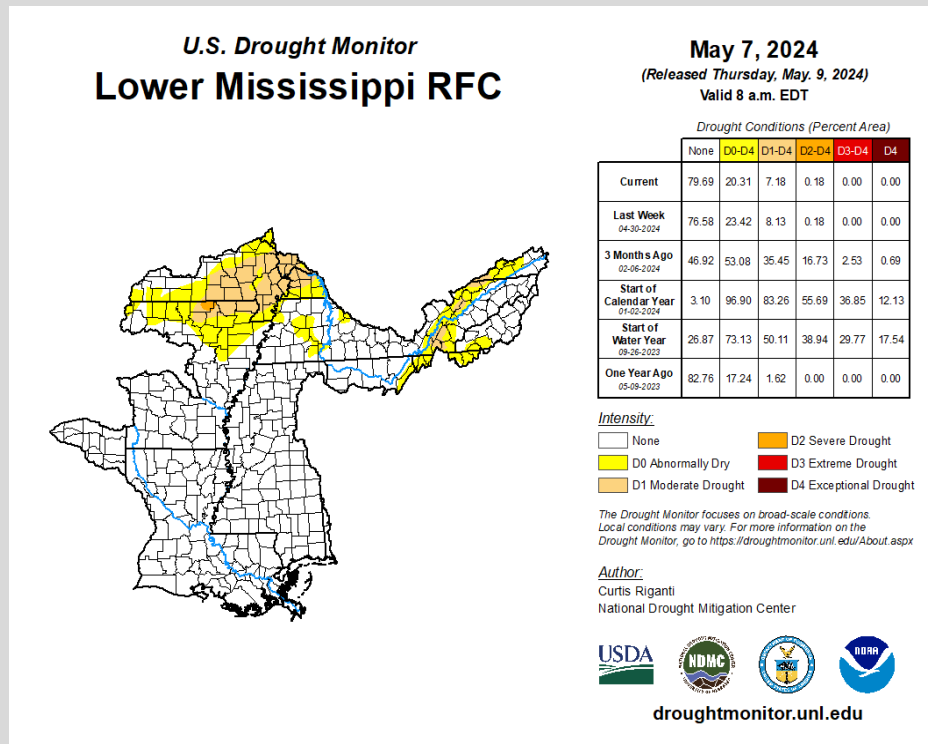 U.S. Drought Monitor
Lower Mississippi RFC
May 7, 2024
(Released Thursday, May. 9, 2024)
Valid 8 a.m. EDT
Drought Conditions (Percent Area)
None D0-D4 D1-D4 D2-D4 D3-D4 D4
Current 79.69 20.31 7.18 0.18 0.00 0.00
Last Week 76.58 23.42 8.13 0.18 0.00 0.00
04-30-2024
3 Months Ago 46.92 53.08 35.45 16.73 2.53 0.69
02-06-2024
Start of
Calendar Year 3.10 96.90 83.26 55.69 36.85 12.13
01-02-2024
Start of
Water Year 26.87 73.13 50.11 38.94 29.77 17.54
09-26-2023
One Year Ago 82.76 17.24 1.62 0.00 0.00 0.00
05-09-2023
Intensity:
None D2 Severe Drought
D0 Abnormally Dry D3 Extreme Drought
D1 Moderate Drought D4 Exceptional Drought
The Drought Monitor focuses on broad-scale conditions.
Local conditions may vary. For more information on the
Drought Monitor, go to https://droughtmonitor.unl.edu/About.aspx
Author:
Curtis Riganti
National Drought Mitigation Center
USDA NDMC NOAA
droughtmonitor.unl.edu